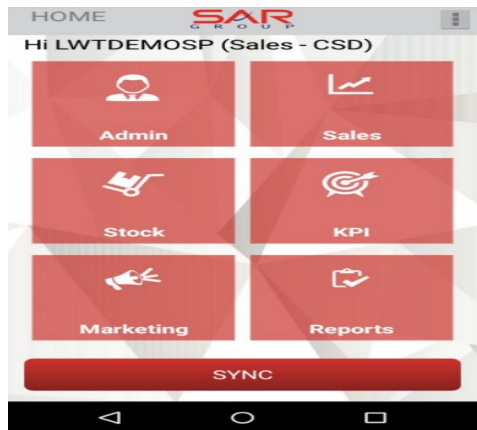 HOME SAR
GROUP
Hi LWTDEMOSP (Sales - CSD)
Admin Sales
Stock KPI
Marketing Reports
SYNC